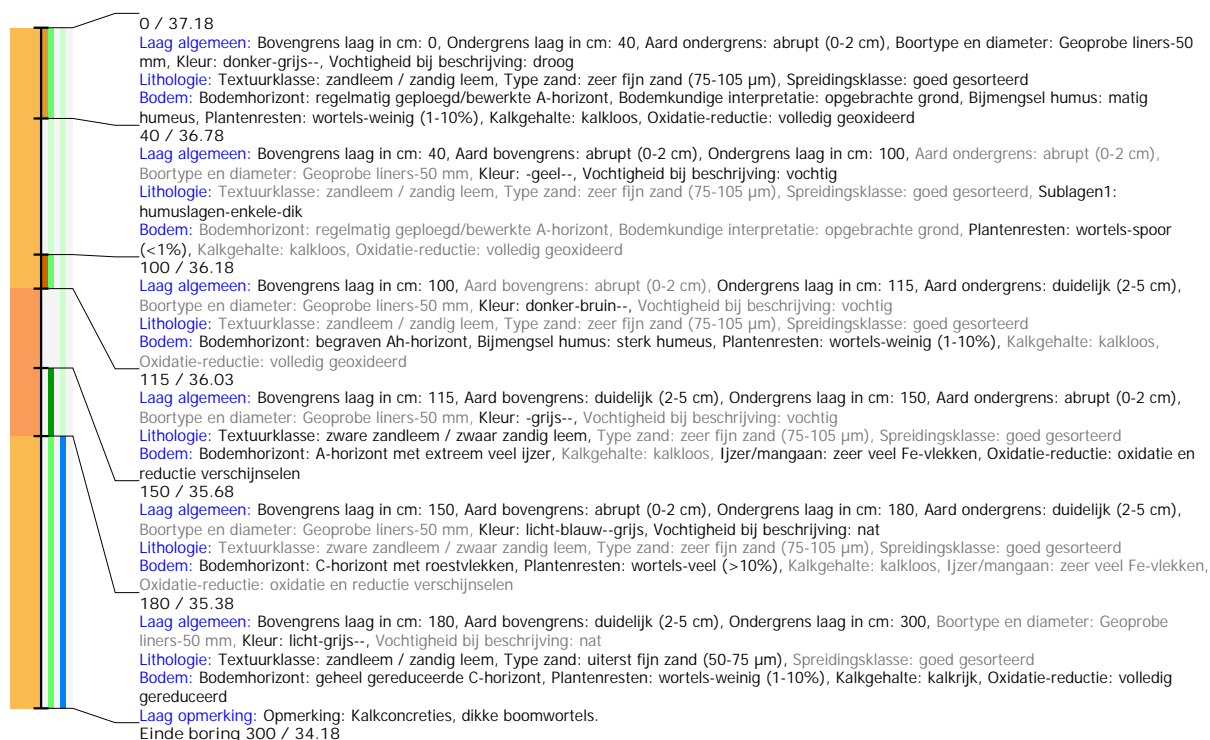 0 / 37.18
Laag algemeen: Bovengrens laag in cm: 0, Ondergrens laag in cm: 40, Aard ondergrens: abrupt (0-2 cm), Boortype en diameter: Geoprobe liners-50
mm, Kleur: donker-grijs--, Vochtigheid bij beschrijving: droog
Lithologie: Textuurklasse: zandleem / zandig leem, Type zand: zeer fijn zand (75-105 µm), Spreidingsklasse: goed gesorteerd
Bodem: Bodemhorizont: regelmatig geploegd/bewerkte A-horizont, Bodemkundige interpretatie: opgebrachte grond, Bijmengsel humus: matig
humeus, Plantenresten: wortels-weinig (1-10%), Kalkgehalte: kalkloos, Oxidatie-reductie: volledig geoxideerd
40 / 36.78
Laag algemeen: Bovengrens laag in cm: 40, Aard bovengrens: abrupt (0-2 cm), Ondergrens laag in cm: 100, Aard ondergrens: abrupt (0-2 cm),
Boortype en diameter: Geoprobe liners-50 mm, Kleur: -geel--, Vochtigheid bij beschrijving: vochtig
Lithologie: Textuurklasse: zandleem / zandig leem, Type zand: zeer fijn zand (75-105 µm), Spreidingsklasse: goed gesorteerd, Sublagen1:
humuslagen-enkele-dik
Bodem: Bodemhorizont: regelmatig geploegd/bewerkte A-horizont, Bodemkundige interpretatie: opgebrachte grond, Plantenresten: wortels-spoor
(<1%), Kalkgehalte: kalkloos, Oxidatie-reductie: volledig geoxideerd
100 / 36.18
Laag algemeen: Bovengrens laag in cm: 100, Aard bovengrens: abrupt (0-2 cm), Ondergrens laag in cm: 115, Aard ondergrens: duidelijk (2-5 cm),
Boortype en diameter: Geoprobe liners-50 mm, Kleur: donker-bruin--, Vochtigheid bij beschrijving: vochtig
Lithologie: Textuurklasse: zandleem / zandig leem, Type zand: zeer fijn zand (75-105 µm), Spreidingsklasse: goed gesorteerd
Bodem: Bodemhorizont: begraven Ah-horizont, Bijmengsel humus: sterk humeus, Plantenresten: wortels-weinig (1-10%), Kalkgehalte: kalkloos,
Oxidatie-reductie: volledig geoxideerd
115 / 36.03
Laag algemeen: Bovengrens laag in cm: 115, Aard bovengrens: duidelijk (2-5 cm), Ondergrens laag in cm: 150, Aard ondergrens: abrupt (0-2 cm),
Boortype en diameter: Geoprobe liners-50 mm, Kleur: -grijs--, Vochtigheid bij beschrijving: vochtig
Lithologie: Textuurklasse: zware zandleem / zwaar zandig leem, Type zand: zeer fijn zand (75-105 µm), Spreidingsklasse: goed gesorteerd
Bodem: Bodemhorizont: A-horizont met extreem veel ijzer, Kalkgehalte: kalkloos, Ijzer/mangaan: zeer veel Fe-vlekken, Oxidatie-reductie: oxidatie en
reductie verschijnselen
150 / 35.68
Laag algemeen: Bovengrens laag in cm: 150, Aard bovengrens: abrupt (0-2 cm), Ondergrens laag in cm: 180, Aard ondergrens: duidelijk (2-5 cm),
Boortype en diameter: Geoprobe liners-50 mm, Kleur: licht-blauw--grijs, Vochtigheid bij beschrijving: nat
Lithologie: Textuurklasse: zware zandleem / zwaar zandig leem, Type zand: zeer fijn zand (75-105 µm), Spreidingsklasse: goed gesorteerd
Bodem: Bodemhorizont: C-horizont met roestvlekken, Plantenresten: wortels-veel (>10%), Kalkgehalte: kalkloos, Ijzer/mangaan: zeer veel Fe-vlekken,
Oxidatie-reductie: oxidatie en reductie verschijnselen
180 / 35.38
Laag algemeen: Bovengrens laag in cm: 180, Aard bovengrens: duidelijk (2-5 cm), Ondergrens laag in cm: 300, Boortype en diameter: Geoprobe
liners-50 mm, Kleur: licht-grijs--, Vochtigheid bij beschrijving: nat
Lithologie: Textuurklasse: zandleem / zandig leem, Type zand: uiterst fijn zand (50-75 µm), Spreidingsklasse: goed gesorteerd
Bodem: Bodemhorizont: geheel gereduceerde C-horizont, Plantenresten: wortels-weinig (1-10%), Kalkgehalte: kalkrijk, Oxidatie-reductie: volledig
gereduceerd
Laag opmerking: Opmerking: Kalkconcreties, dikke boomwortels.
Einde boring 300 / 34.18